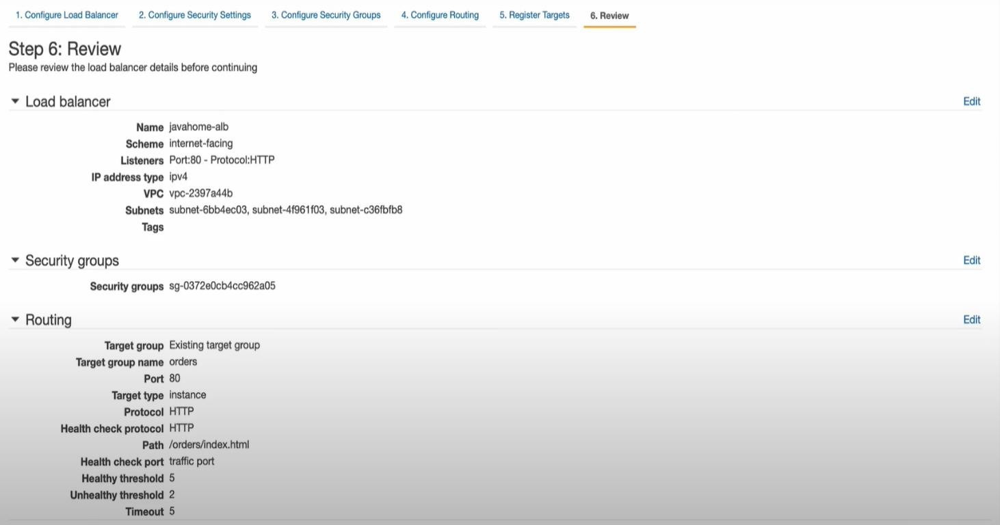 1. Configure Load Balancer 2. Configure Security Settings 3. Configure Security Groups 4. Configure Routing 5. Register Targets 6. Review
Step 6: Review
Please review the load balancer details before continuing
Load balancer Edit
Name javahome-alb
Scheme internet-facing
Listeners Port:80 - Protocol:HTTP
IP address type ipv4
VPC vpc-2397a44b
Subnets subnet-6bb4ec03, subnet-4f961f03, subnet-c36fbfb8
Tags
Security groups Edit
Security groups sg-0372e0cb4cc962a05
Routing Edit
Target group Existing target group
Target group name orders
Port 80
Target type instance
Protocol HTTP
Health check protocol HTTP
Path /orders/index.html
Health check port traffic port
Healthy threshold 5
Unhealthy threshold 2
Timeout 5